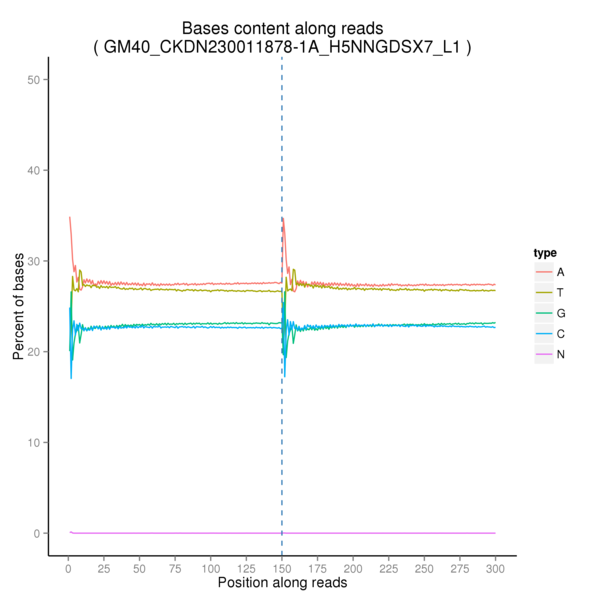 Bases content along reads
( GM40_CKDN230011878-1A_H5NNGDSX7_L1 )
Percent of bases
50
40
30
20
10
0
0 25 50 75 100 125 150 175 200 225 250 275 300
Position along reads
type
A
T
G
C
N